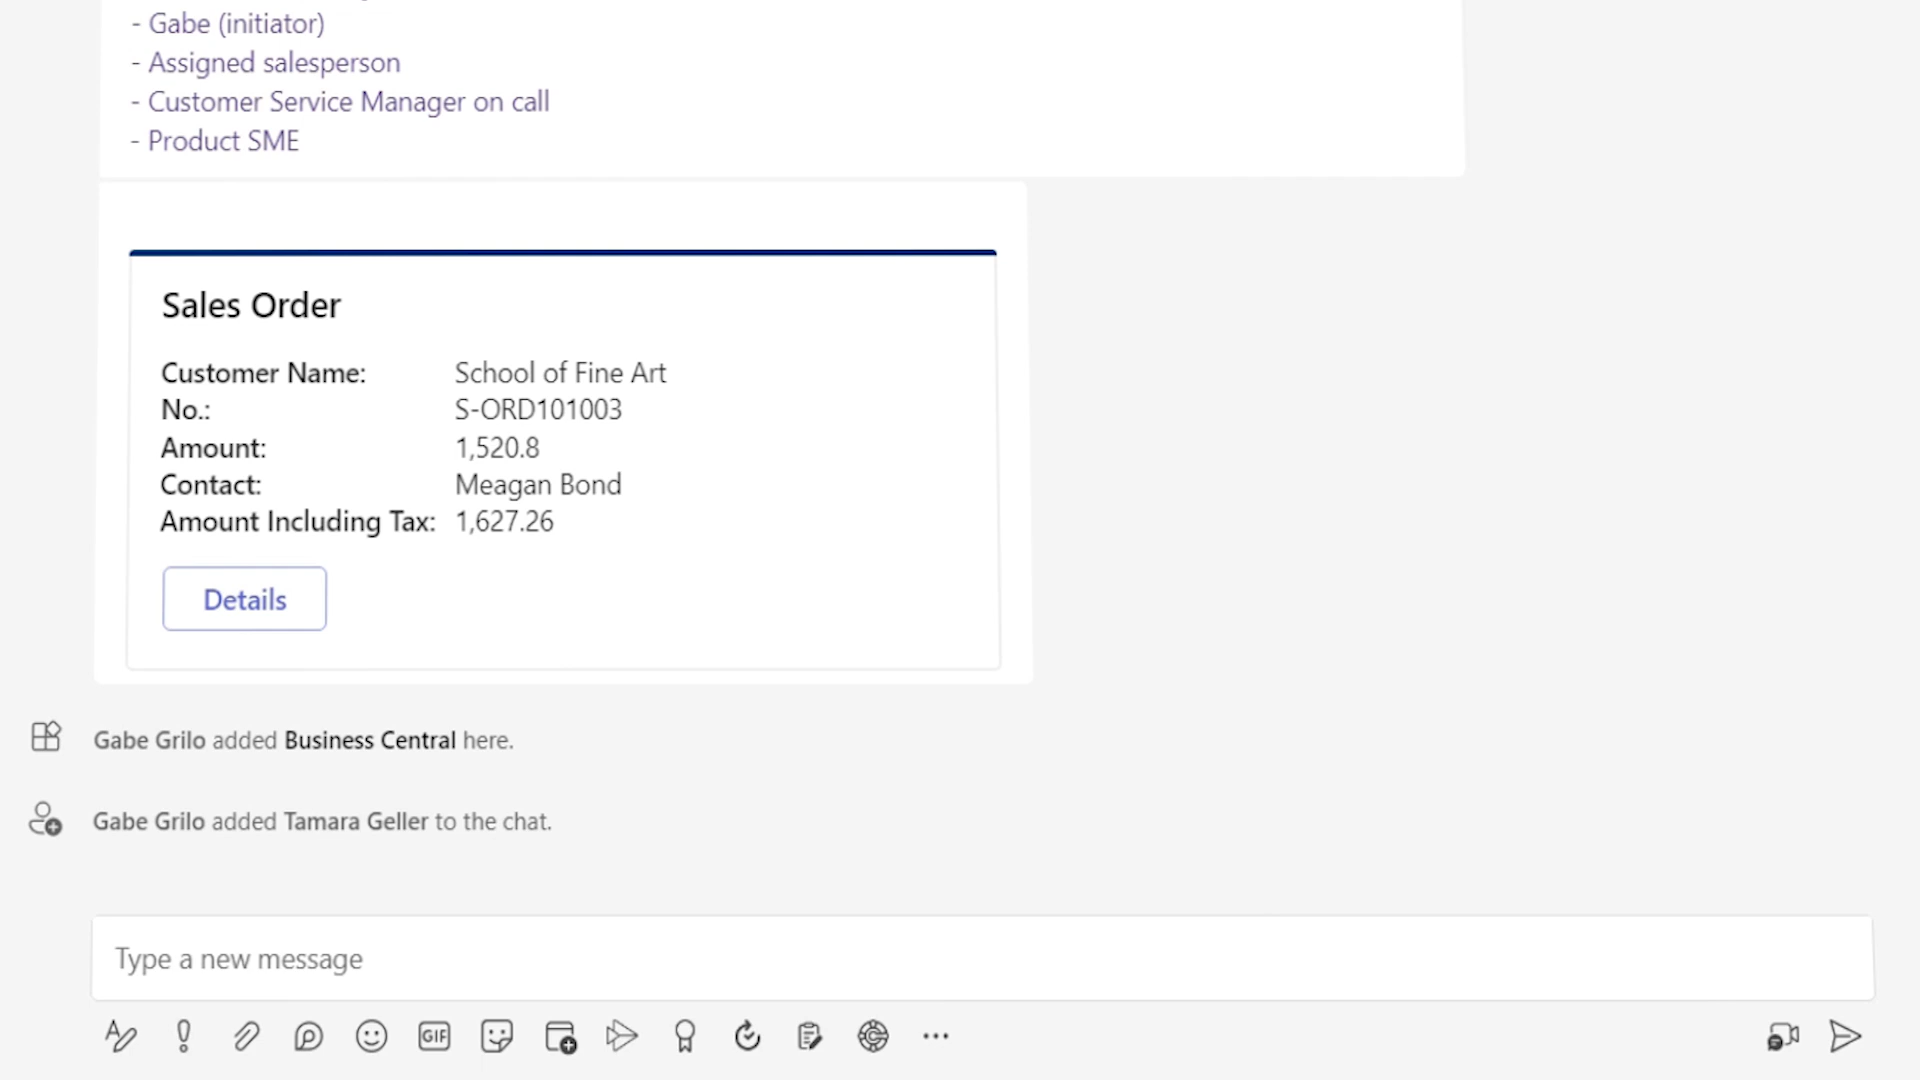 - Gabe (initiator)
- Assigned salesperson
- Customer Service Manager on call
- Product SME
Sales Order
Customer Name: School of Fine Art
No.: S-ORD101003
Amount: 1,520.8
Contact: Meagan Bond
Amount Including Tax: 1,627.26
Details
Gabe Grilo added Business Central here.
Gabe Grilo added Tamara Geller to the chat.
Type a new message
GIF